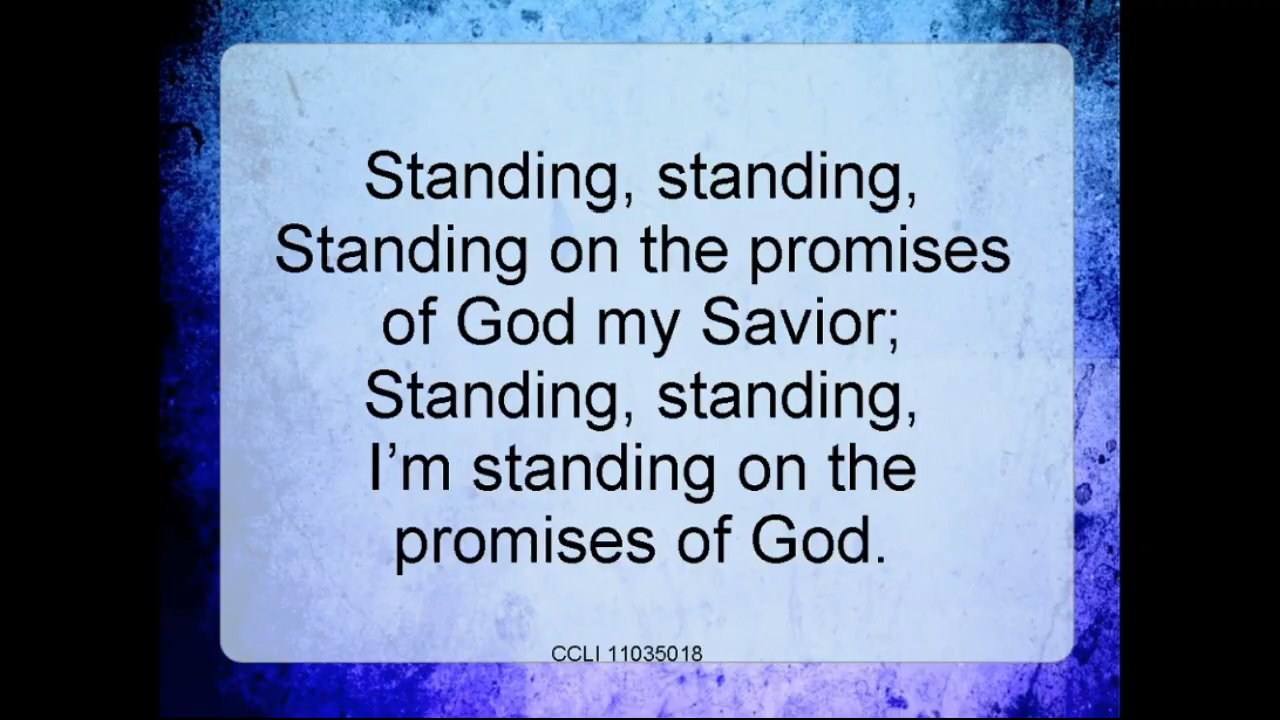 Standing, standing,
Standing on the promises
of God my Savior;
Standing, standing,
I’m standing on the
promises of God.
CCLI 11035018